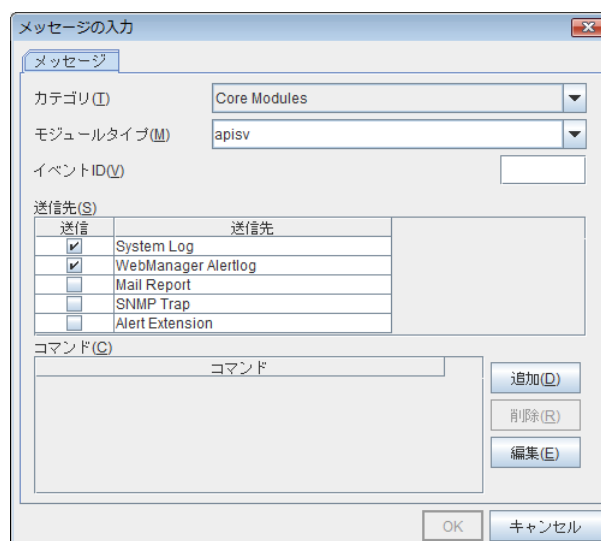 メッセージの入力
メッセージ
カテゴリ(T) Core Modules
モジュールタイプ(M) apisv
イベントID(V)
送信先(S)
送信 送信先
System Log
WebManager Alertlog
Mail Report
SNMP Trap
Alert Extension
コマンド(C)
コマンド
追加(D)
削除(R)
編集(E)
OK キャンセル